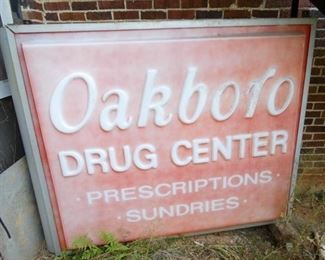 Oakboro
DRUG CENTER
· PRESCRIPTIONS ·
· SUNDRIES ·